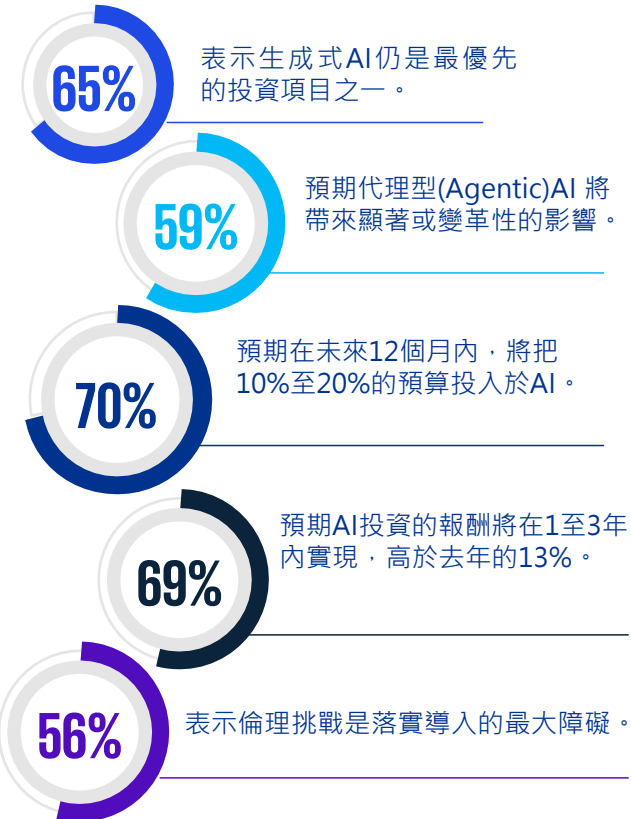 65%
表示生成式AI仍是最優先
的投資項目之一。
59%
預期代理型(Agentic)AI 將
帶來顯著或變革性的影響。
70%
預期在未來12個月內，將把
10%至20%的預算投入於AI。
69%
預期AI投資的報酬將在1至3年
內實現，高於去年的13%。
56%
表示倫理挑戰是落實導入的最大障礙。